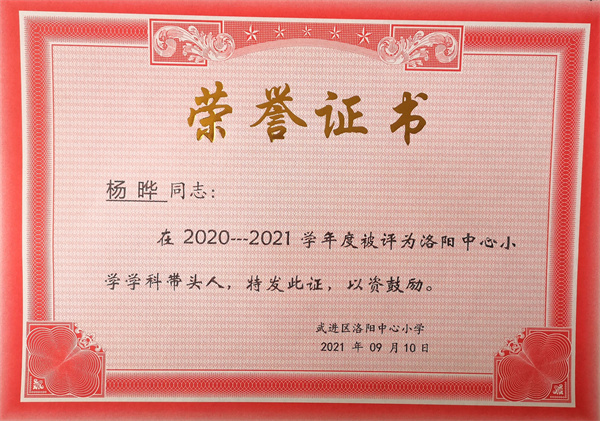 荣誉证书
杨晔 同志：
在 2020---2021 学年度被评为洛阳中心小
学学科带头人，特发此证，以资鼓励。
武进区洛阳中心小学
2021 年 09 月 10 日